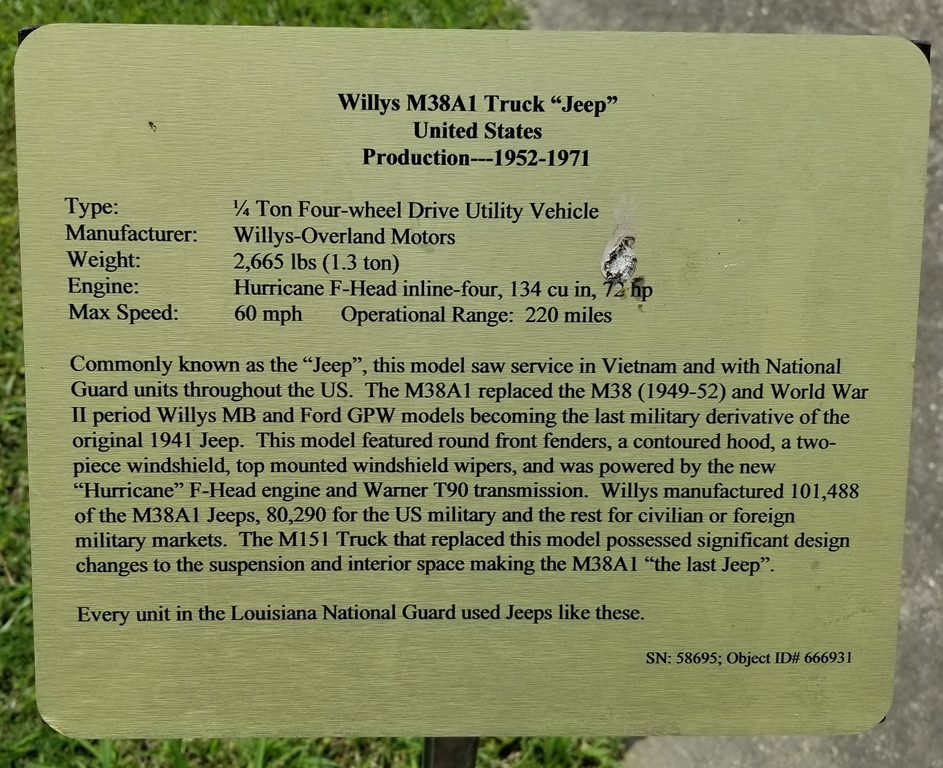 Willys M38A1 Truck “Jeep”
United States
Production---1952-1971
Type: ¼ Ton Four-wheel Drive Utility Vehicle
Manufacturer: Willys-Overland Motors
Weight: 2,665 lbs (1.3 ton)
Engine: Hurricane F-Head inline-four, 134 cu in, 72 hp
Max Speed: 60 mph Operational Range: 220 miles
Commonly known as the “Jeep”, this model saw service in Vietnam and with National
Guard units throughout the US. The M38A1 replaced the M38 (1949-52) and World War
II period Willys MB and Ford GPW models becoming the last military derivative of the
original 1941 Jeep. This model featured round front fenders, a contoured hood, a two-
piece windshield, top mounted windshield wipers, and was powered by the new
“Hurricane” F-Head engine and Warner T90 transmission. Willys manufactured 101,488
of the M38A1 Jeeps, 80,290 for the US military and the rest for civilian or foreign
military markets. The M151 Truck that replaced this model possessed significant design
changes to the suspension and interior space making the M38A1 “the last Jeep”.
Every unit in the Louisiana National Guard used Jeeps like these.
SN: 58695; Object ID# 666931